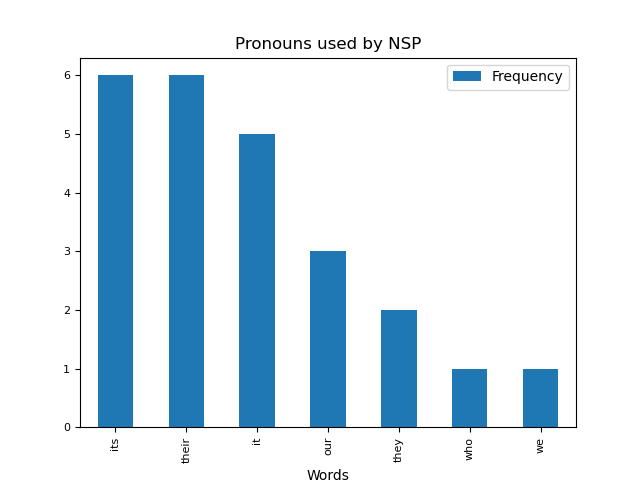 Pronouns used by NSP
Frequency
6
5
4
3
2
1
0
its
their
it
our
they
who
we
Words